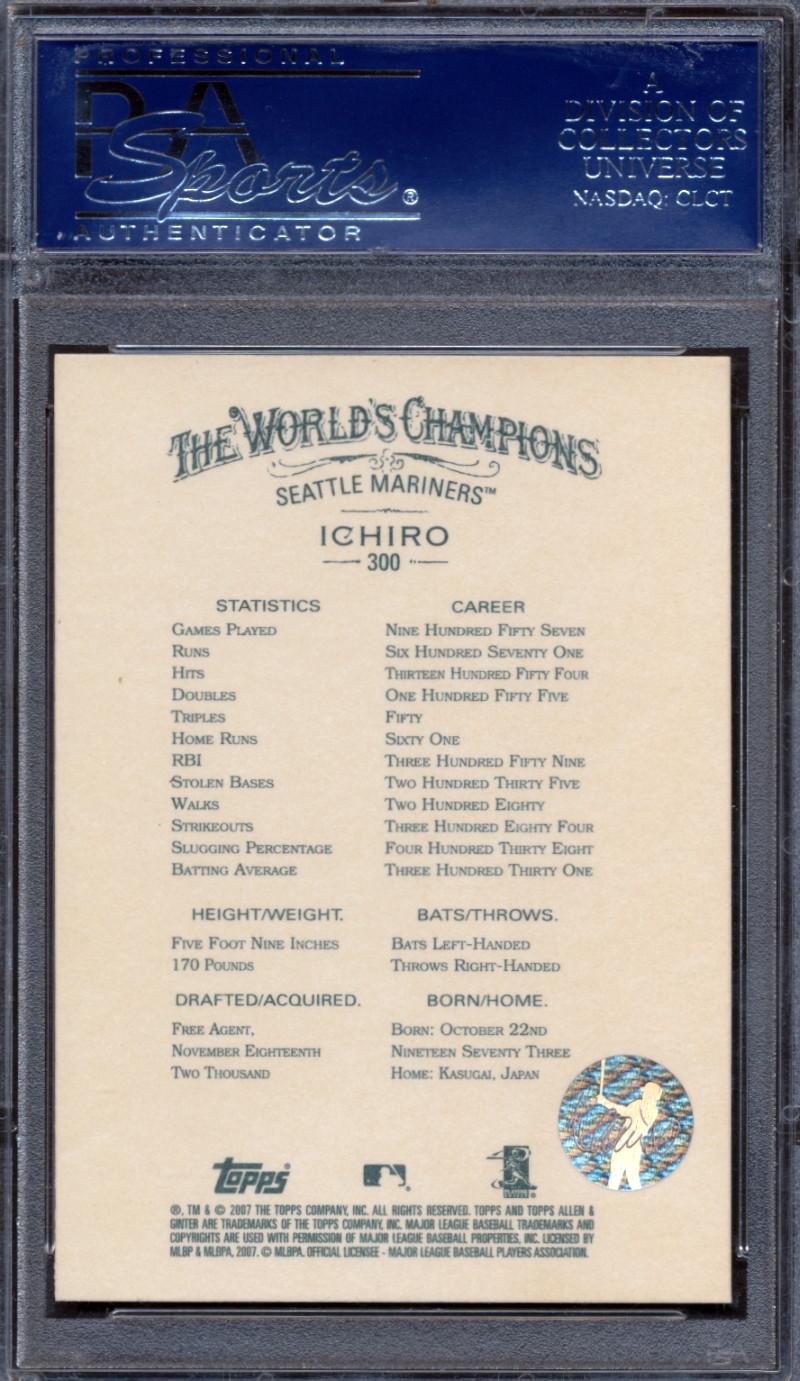 PROFESSIONAL
PSA
Sports®
AUTHENTICATOR
A
DIVISION OF
COLLECTORS
UNIVERSE
NASDAQ: CLCT
THE WORLD'S CHAMPIONS
SEATTLE MARINERS™
ICHIRO
300
STATISTICS CAREER
GAMES PLAYED NINE HUNDRED FIFTY SEVEN
RUNS SIX HUNDRED SEVENTY ONE
HITS THIRTEEN HUNDRED FIFTY FOUR
DOUBLES ONE HUNDRED FIFTY FIVE
TRIPLES FIFTY
HOME RUNS SIXTY ONE
RBI THREE HUNDRED FIFTY NINE
STOLEN BASES TWO HUNDRED THIRTY FIVE
WALKS TWO HUNDRED EIGHTY
STRIKEOUTS THREE HUNDRED EIGHTY FOUR
SLUGGING PERCENTAGE FOUR HUNDRED THIRTY EIGHT
BATTING AVERAGE THREE HUNDRED THIRTY ONE
HEIGHT/WEIGHT. BATS/THROWS.
FIVE FOOT NINE INCHES BATS LEFT-HANDED
170 POUNDS THROWS RIGHT-HANDED
DRAFTED/ACQUIRED. BORN/HOME.
FREE AGENT, BORN: OCTOBER 22ND
NOVEMBER EIGHTEENTH NINETEEN SEVENTY THREE
TWO THOUSAND HOME: KASUGAI, JAPAN
topps®
®, TM & © 2007 THE TOPPS COMPANY, INC. ALL RIGHTS RESERVED. TOPPS AND TOPPS ALLEN &
GINTER ARE TRADEMARKS OF THE TOPPS COMPANY, INC. MAJOR LEAGUE BASEBALL TRADEMARKS AND
COPYRIGHTS ARE USED WITH PERMISSION OF MAJOR LEAGUE BASEBALL PROPERTIES, INC. LICENSED BY
MLBP & MLBPA, 2007. © MLBPA. OFFICIAL LICENSEE - MAJOR LEAGUE BASEBALL PLAYERS ASSOCIATION.